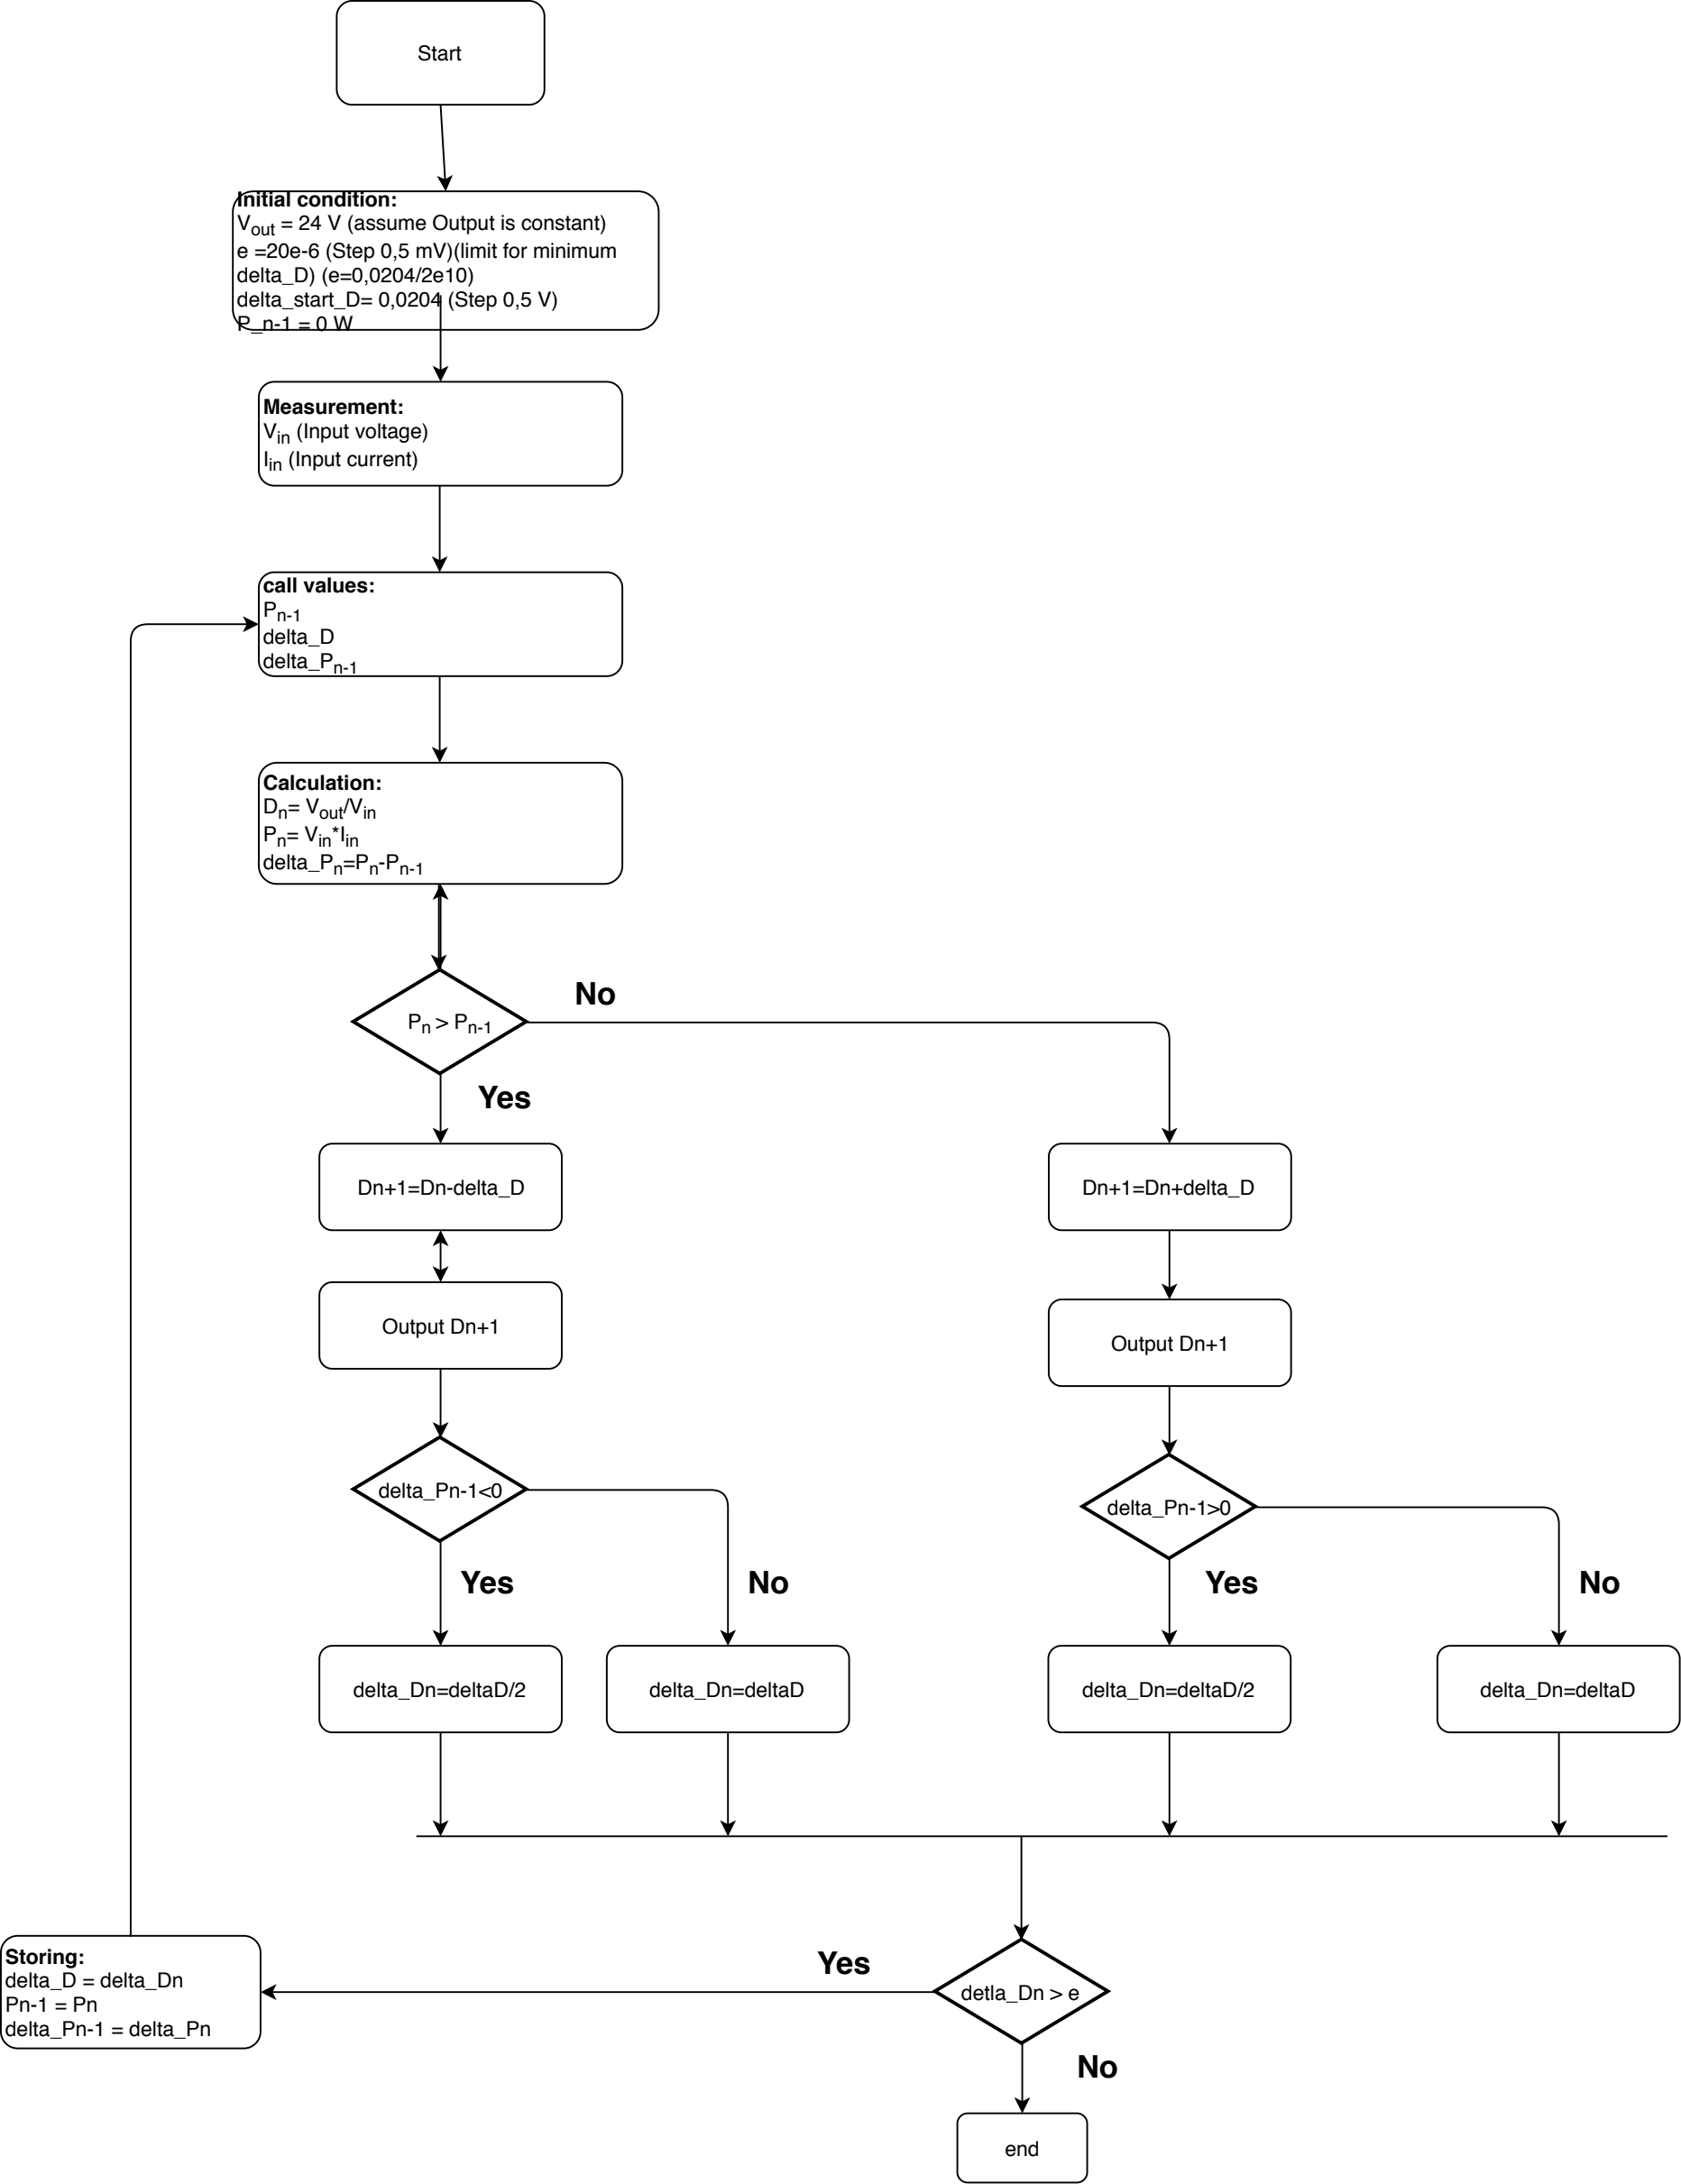 Start
Initial condition:
Vout = 24 V (assume Output is constant)
e =20e-6 (Step 0,5 mV)(limit for minimum
delta_D) (e=0,0204/2e10)
delta_start_D= 0,0204 (Step 0,5 V)
P_n-1 = 0 W
Measurement:
Vin (Input voltage)
Iin (Input current)
call values:
Pn-1
delta_D
delta_Pn-1
Calculation:
Dn= Vout/Vin
Pn= Vin*Iin
delta_Pn=Pn-Pn-1
No
Pn > Pn-1
Yes
Dn+1=Dn-delta_D
Dn+1=Dn+delta_D
Output Dn+1
Output Dn+1
delta_Pn-1<0
delta_Pn-1>0
Yes
No
Yes
No
delta_Dn=deltaD/2
delta_Dn=deltaD
delta_Dn=deltaD/2
delta_Dn=deltaD
Storing:
delta_D = delta_Dn
Pn-1 = Pn
delta_Pn-1 = delta_Pn
Yes
detla_Dn > e
No
end